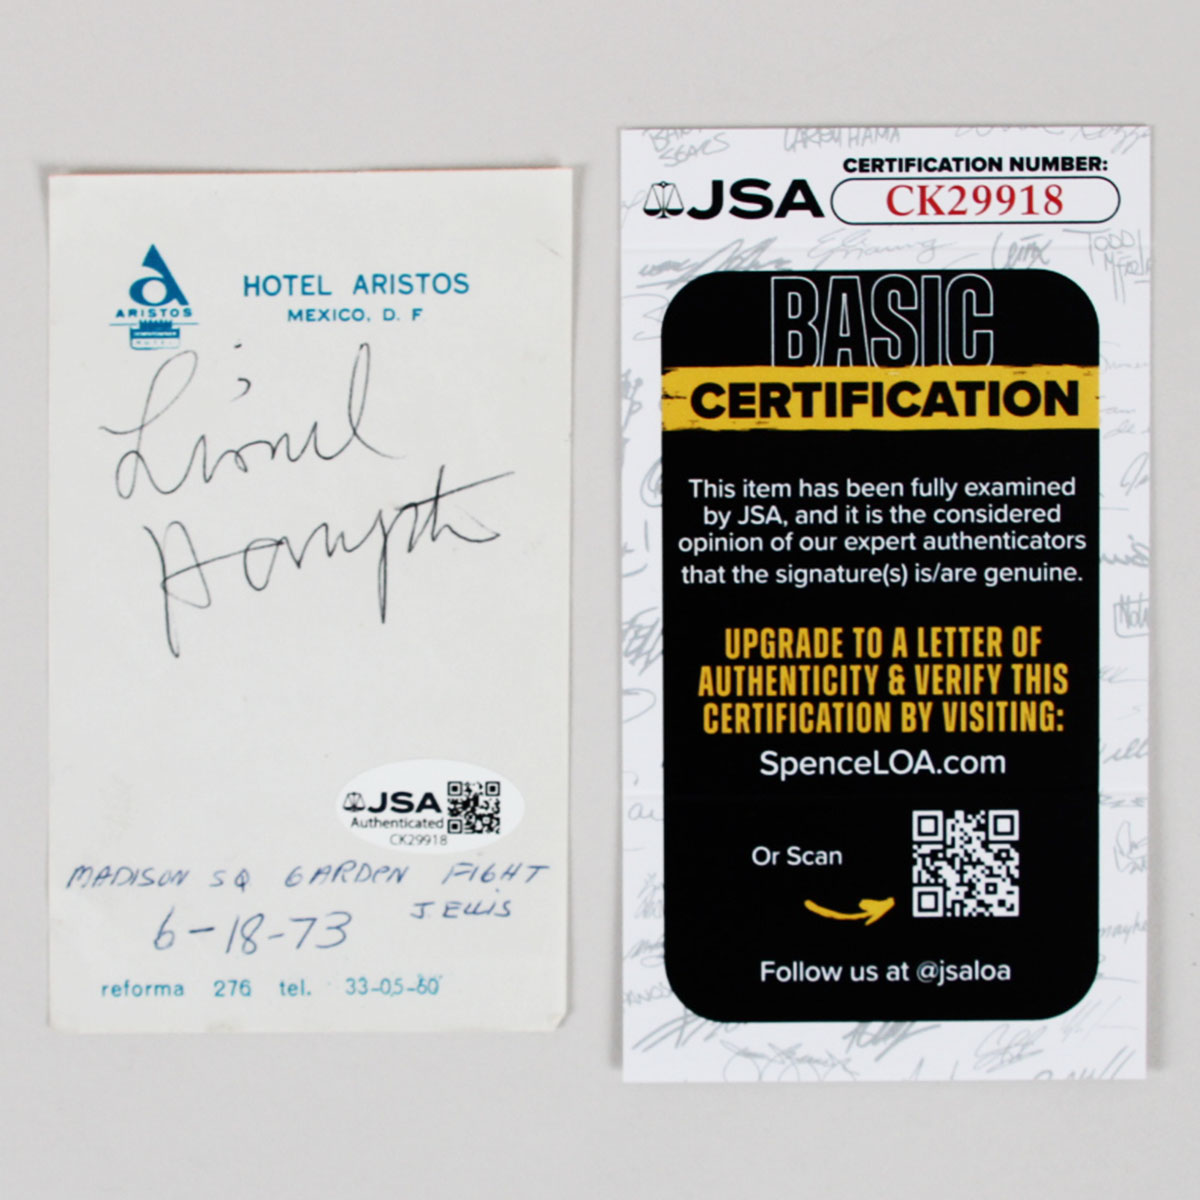 ARISTOS
HOTEL ARISTOS
MEXICO, D. F
Lionel
Hampton
JSA
Authenticated
CK29918
MADISON SQ GARDEN FIGHT
J. ELLIS
6-18-73
reforma 276 tel. 33-05-60
CERTIFICATION NUMBER:
JSA CK29918
BASIC
CERTIFICATION
This item has been fully examined
by JSA, and it is the considered
opinion of our expert authenticators
that the signature(s) is/are genuine.
UPGRADE TO A LETTER OF
AUTHENTICITY & VERIFY THIS
CERTIFICATION BY VISITING:
SpenceLOA.com
Or Scan
Follow us at @jsaloa